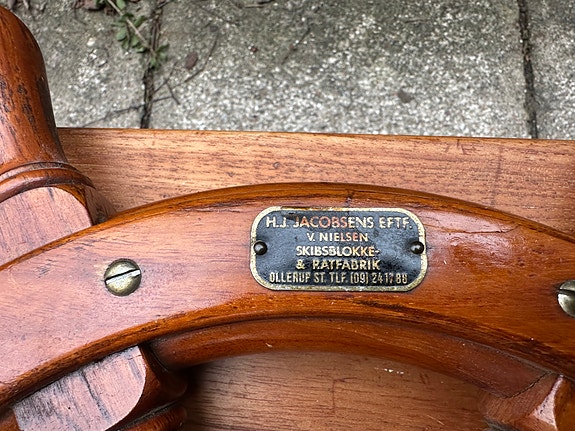 H.J. JACOBSENS EFTF.
V. NIELSEN
SKIBSBLOKKE-
& RATFABRIK
OLLERUP ST. TLF. (09) 24 17 88